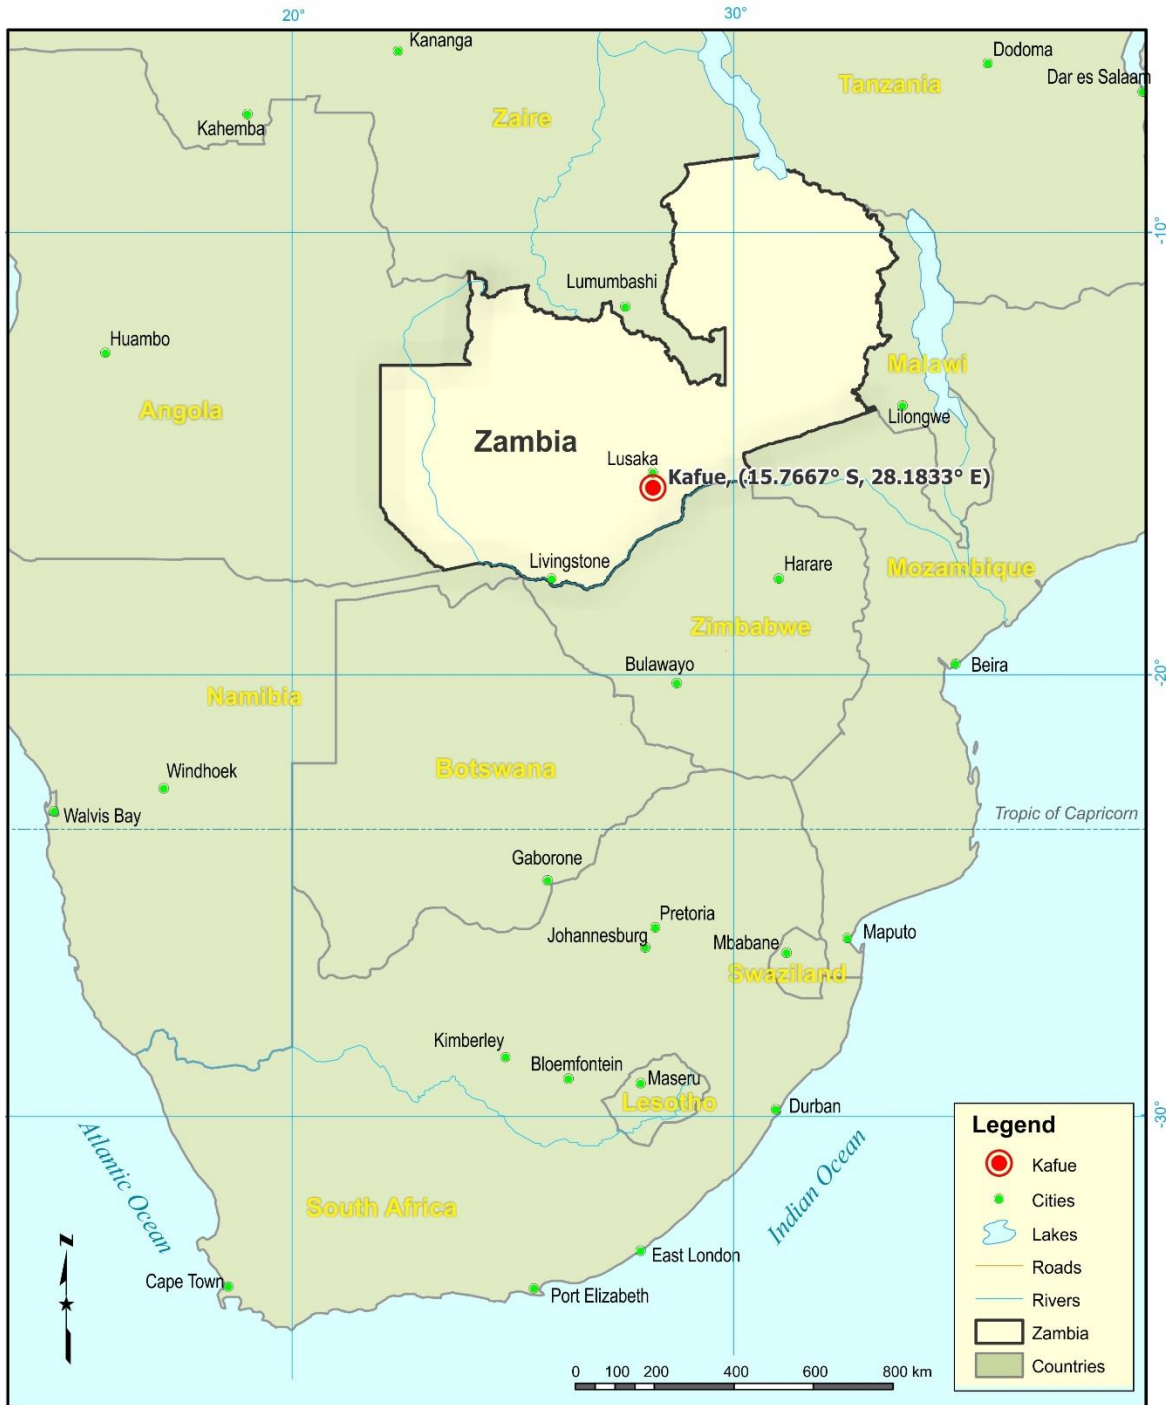 20°
30°
Kananga
Dodoma
Tanzania
Dar es Salaam
Zaire
Kahemba
-10°
Lumumbashi
Huambo
Malawi
Angola
Lilongwe
Zambia
Lusaka
Kafue, (15.7667° S, 28.1833° E)
Livingstone
Harare
Mozambique
Zimbabwe
Bulawayo
Beira
-20°
Namibia
Botswana
Windhoek
Walvis Bay
Tropic of Capricorn
Gaborone
Pretoria
Johannesburg
Mbabane
Maputo
Swaziland
Kimberley
Bloemfontein
Maseru
Lesotho
Durban
-30°
Atlantic Ocean
Indian Ocean
South Africa
East London
Cape Town
Port Elizabeth
N
0 100 200 400 600 800 km
Legend
Kafue
Cities
Lakes
Roads
Rivers
Zambia
Countries